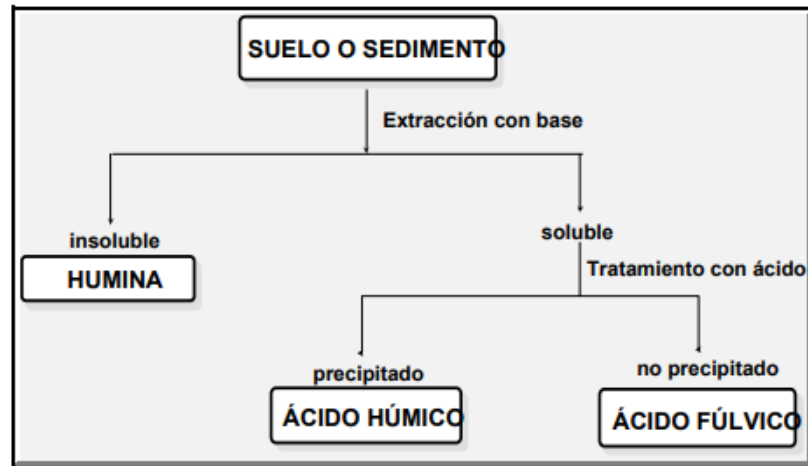 SUELO O SEDIMENTO
Extracción con base
insoluble
HUMINA
soluble
Tratamiento con ácido
precipitado
ÁCIDO HÚMICO
no precipitado
ÁCIDO FÚLVICO